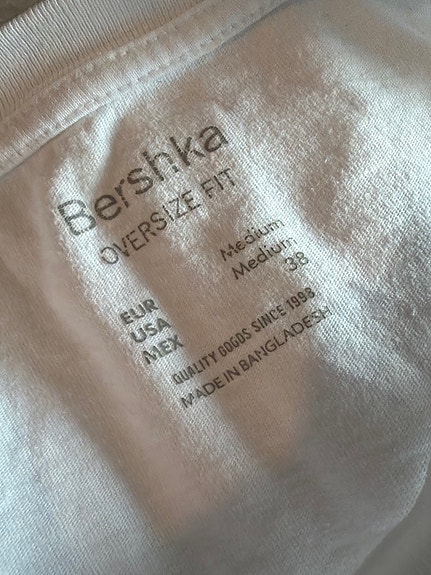 Bershka
OVERSIZE FIT
EUR Medium
USA Medium
MEX 38
QUALITY GOODS SINCE 1998
MADE IN BANGLADESH